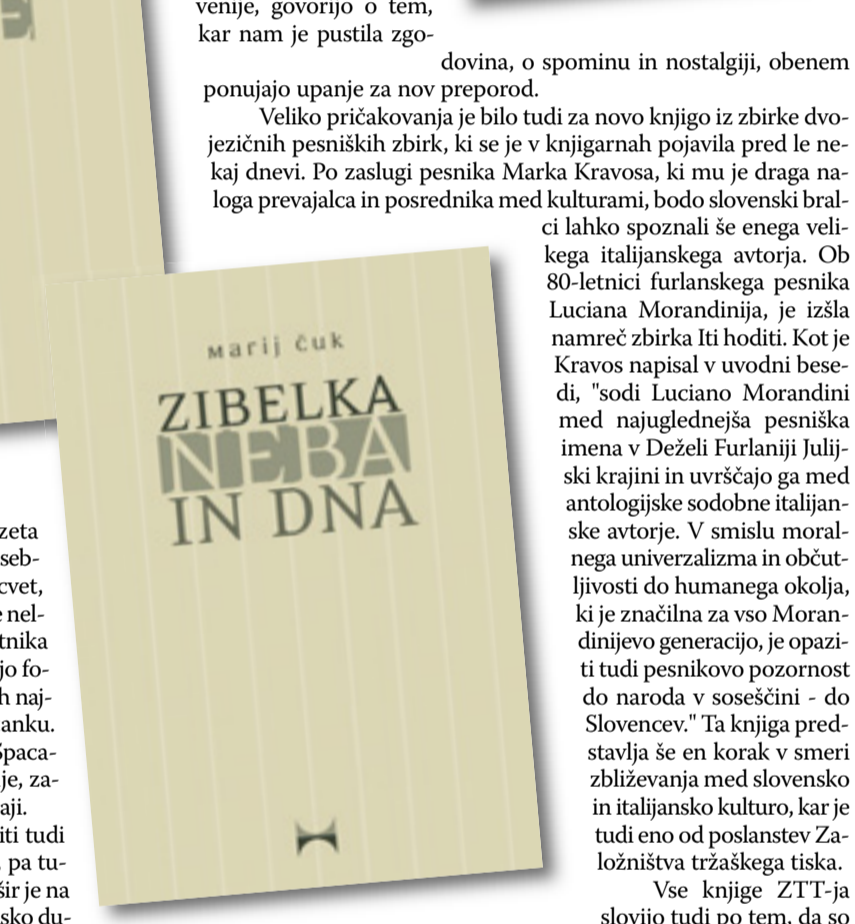 venije, govorijo o tem,
kar nam je pustila zgo-
dovina, o spominu in nostalgiji, obenem
ponujajo upanje za nov preporod.
Veliko pričakovanja je bilo tudi za novo knjigo iz zbirke dvo-
jezičnih pesniških zbirk, ki se je v knjigarnah pojavila pred le ne-
kaj dnevi. Po zaslugi pesnika Marka Kravosa, ki mu je draga na-
loga prevajalca in posrednika med kulturami, bodo slovenski bral-
ci lahko spoznali še enega veli-
kega italijanskega avtorja. Ob
80-letnici furlanskega pesnika
Luciana Morandinija, je izšla
namreč zbirka Iti hoditi. Kot je
Kravos napisal v uvodni bese-
di, "sodi Luciano Morandini
med najuglednejša pesniška
imena v Deželi Furlaniji Julij-
ski krajini in uvrščajo ga med
antologijske sodobne italijan-
ske avtorje. V smislu moral-
nega univerzalizma in občut-
ljivosti do humanega okolja,
ki je značilna za vso Moran-
dinijevo generacijo, je opazi-
ti tudi pesnikovo pozornost
do naroda v soseščini - do
Slovencev." Ta knjiga pred-
stavlja še en korak v smeri
zbliževanja med slovensko
in italijansko kulturo, kar je
tudi eno od poslanstev Za-
ložništva tržaškega tiska.
Vse knjige ZTT-ja
slovijo tudi po tem, da so
Marij Čuk
ZIBELKA
NEBA
IN DNA
zeta
seb-
cvet,
nel-
tnika
jo fo-
h naj-
anku.
Spaca-
je, za-
aji.
iti tudi
pa tu-
šir je na
sko du-